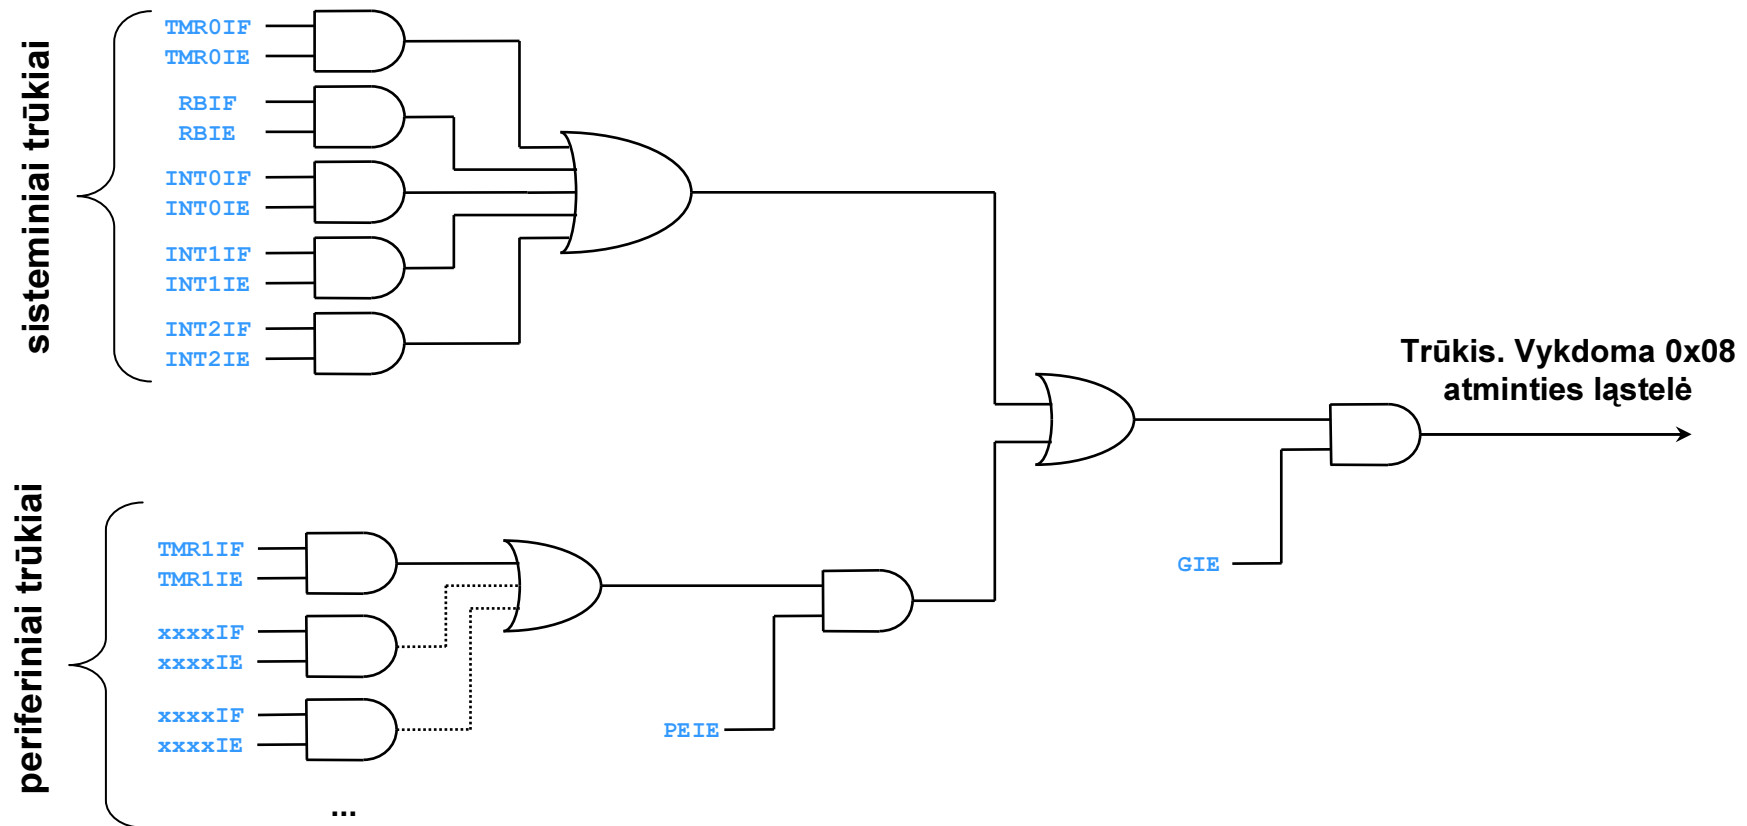 sisteminiai trūkiai
TMR0IF
TMR0IE
RBIF
RBIE
INT0IF
INT0IE
INT1IF
INT1IE
INT2IF
INT2IE
Trūkis. Vykdoma 0x08
atminties ląstelė
periferiniai trūkiai
TMR1IF
TMR1IE
xxxxIF
xxxxIE
xxxxIF
xxxxIE
...
PEIE
GIE